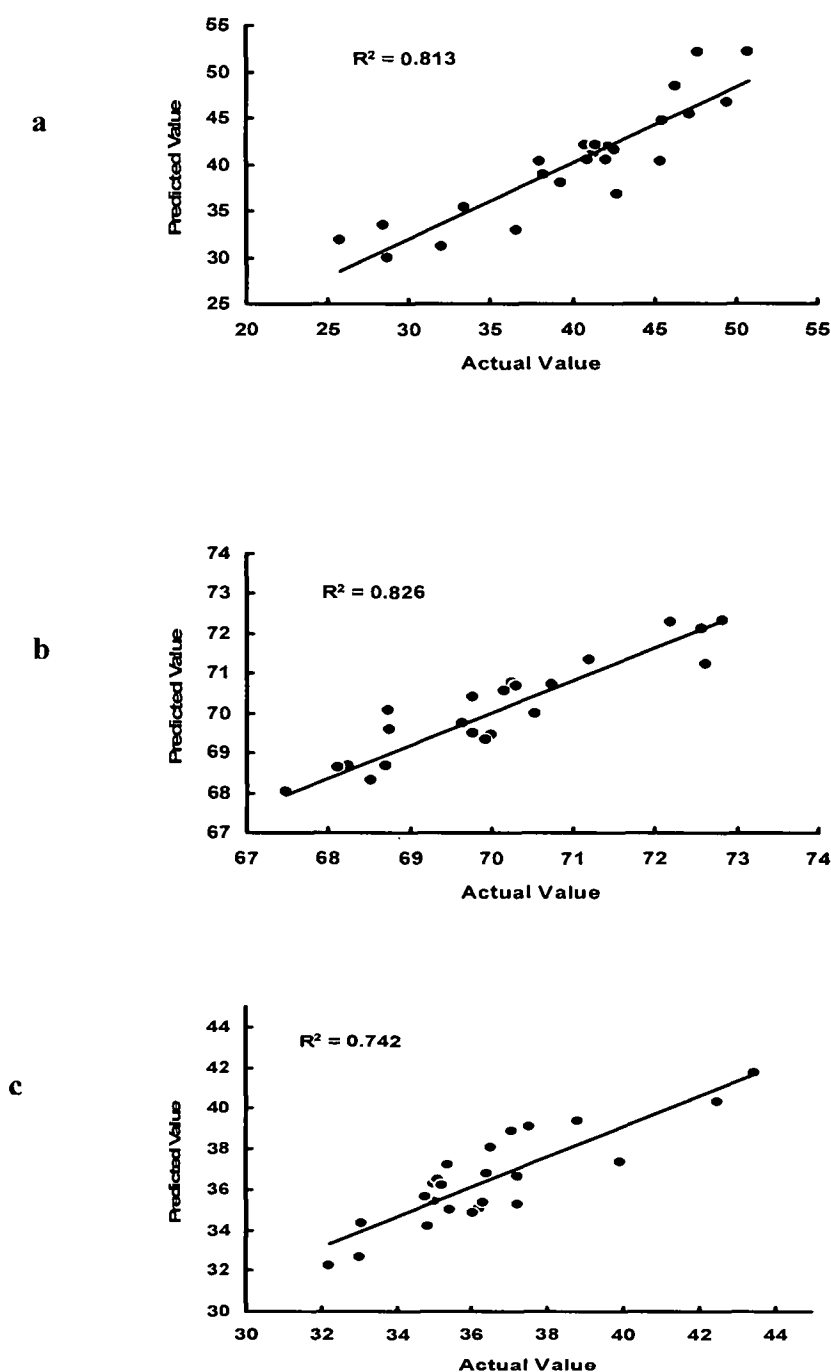 a
R² = 0.813
Predicted Value
55
50
45
40
35
30
25
20 25 30 35 40 45 50 55
Actual Value
b
R² = 0.826
Predicted Value
74
73
72
71
70
69
68
67
67 68 69 70 71 72 73 74
Actual Value
c
R² = 0.742
Predicted Value
44
42
40
38
36
34
32
30
30 32 34 36 38 40 42 44
Actual Value